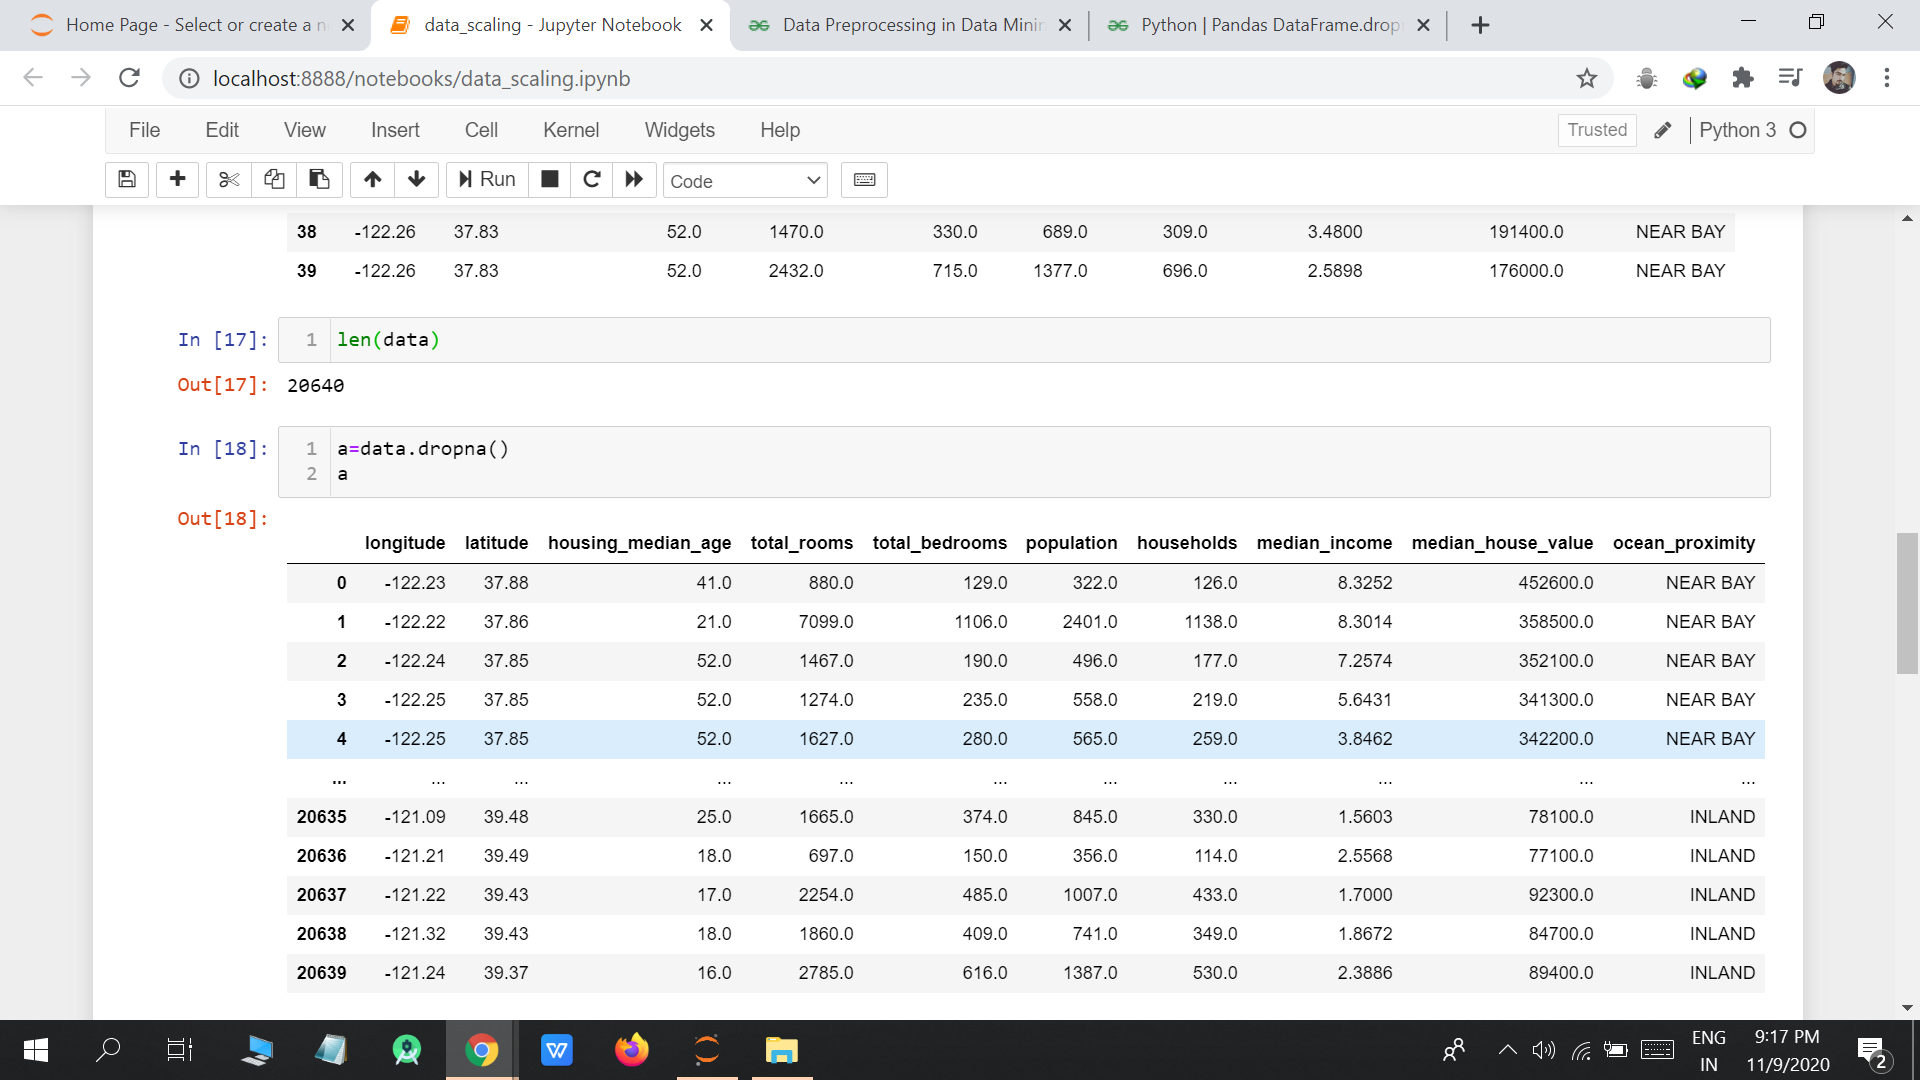 Home Page - Select or create a n
data_scaling - Jupyter Notebook
Data Preprocessing in Data Minin
Python | Pandas DataFrame.drop
localhost:8888/notebooks/data_scaling.ipynb
File Edit View Insert Cell Kernel Widgets Help Trusted Python 3
Run Code
38 -122.26 37.83 52.0 1470.0 330.0 689.0 309.0 3.4800 191400.0 NEAR BAY
39 -122.26 37.83 52.0 2432.0 715.0 1377.0 696.0 2.5898 176000.0 NEAR BAY
In [17]: 1 len(data)
Out[17]: 20640
In [18]: 1 a=data.dropna()
2 a
Out[18]:
longitude latitude housing_median_age total_rooms total_bedrooms population households median_income median_house_value ocean_proximity
0 -122.23 37.88 41.0 880.0 129.0 322.0 126.0 8.3252 452600.0 NEAR BAY
1 -122.22 37.86 21.0 7099.0 1106.0 2401.0 1138.0 8.3014 358500.0 NEAR BAY
2 -122.24 37.85 52.0 1467.0 190.0 496.0 177.0 7.2574 352100.0 NEAR BAY
3 -122.25 37.85 52.0 1274.0 235.0 558.0 219.0 5.6431 341300.0 NEAR BAY
4 -122.25 37.85 52.0 1627.0 280.0 565.0 259.0 3.8462 342200.0 NEAR BAY
... ... ... ... ... ... ... ... ... ... ...
20635 -121.09 39.48 25.0 1665.0 374.0 845.0 330.0 1.5603 78100.0 INLAND
20636 -121.21 39.49 18.0 697.0 150.0 356.0 114.0 2.5568 77100.0 INLAND
20637 -121.22 39.43 17.0 2254.0 485.0 1007.0 433.0 1.7000 92300.0 INLAND
20638 -121.32 39.43 18.0 1860.0 409.0 741.0 349.0 1.8672 84700.0 INLAND
20639 -121.24 39.37 16.0 2785.0 616.0 1387.0 530.0 2.3886 89400.0 INLAND
W
ENG 9:17 PM
IN 11/9/2020 2